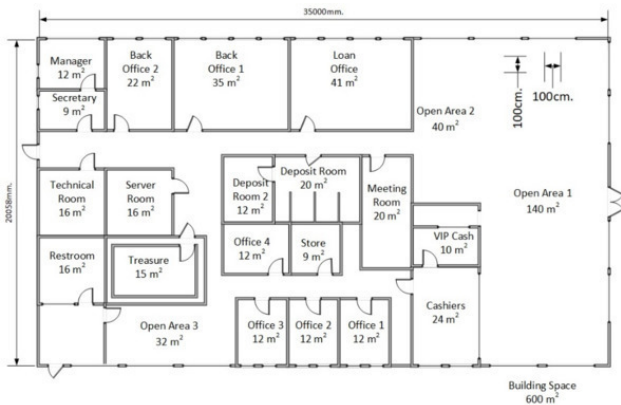 35000mm.
20058mm.
Manager
12 m²
Secretary
9 m²
Back
Office 2
22 m²
Back
Office 1
35 m²
Loan
Office
41 m²
100cm.
100cm.
Open Area 2
40 m²
Open Area 1
140 m²
Technical
Room
16 m²
Server
Room
16 m²
Deposit
Room 2
12 m²
Deposit Room
20 m²
Meeting
Room
20 m²
Restroom
16 m²
Treasure
15 m²
Office 4
12 m²
Store
9 m²
VIP Cash
10 m²
Cashiers
24 m²
Open Area 3
32 m²
Office 3
12 m²
Office 2
12 m²
Office 1
12 m²
Building Space
600 m²